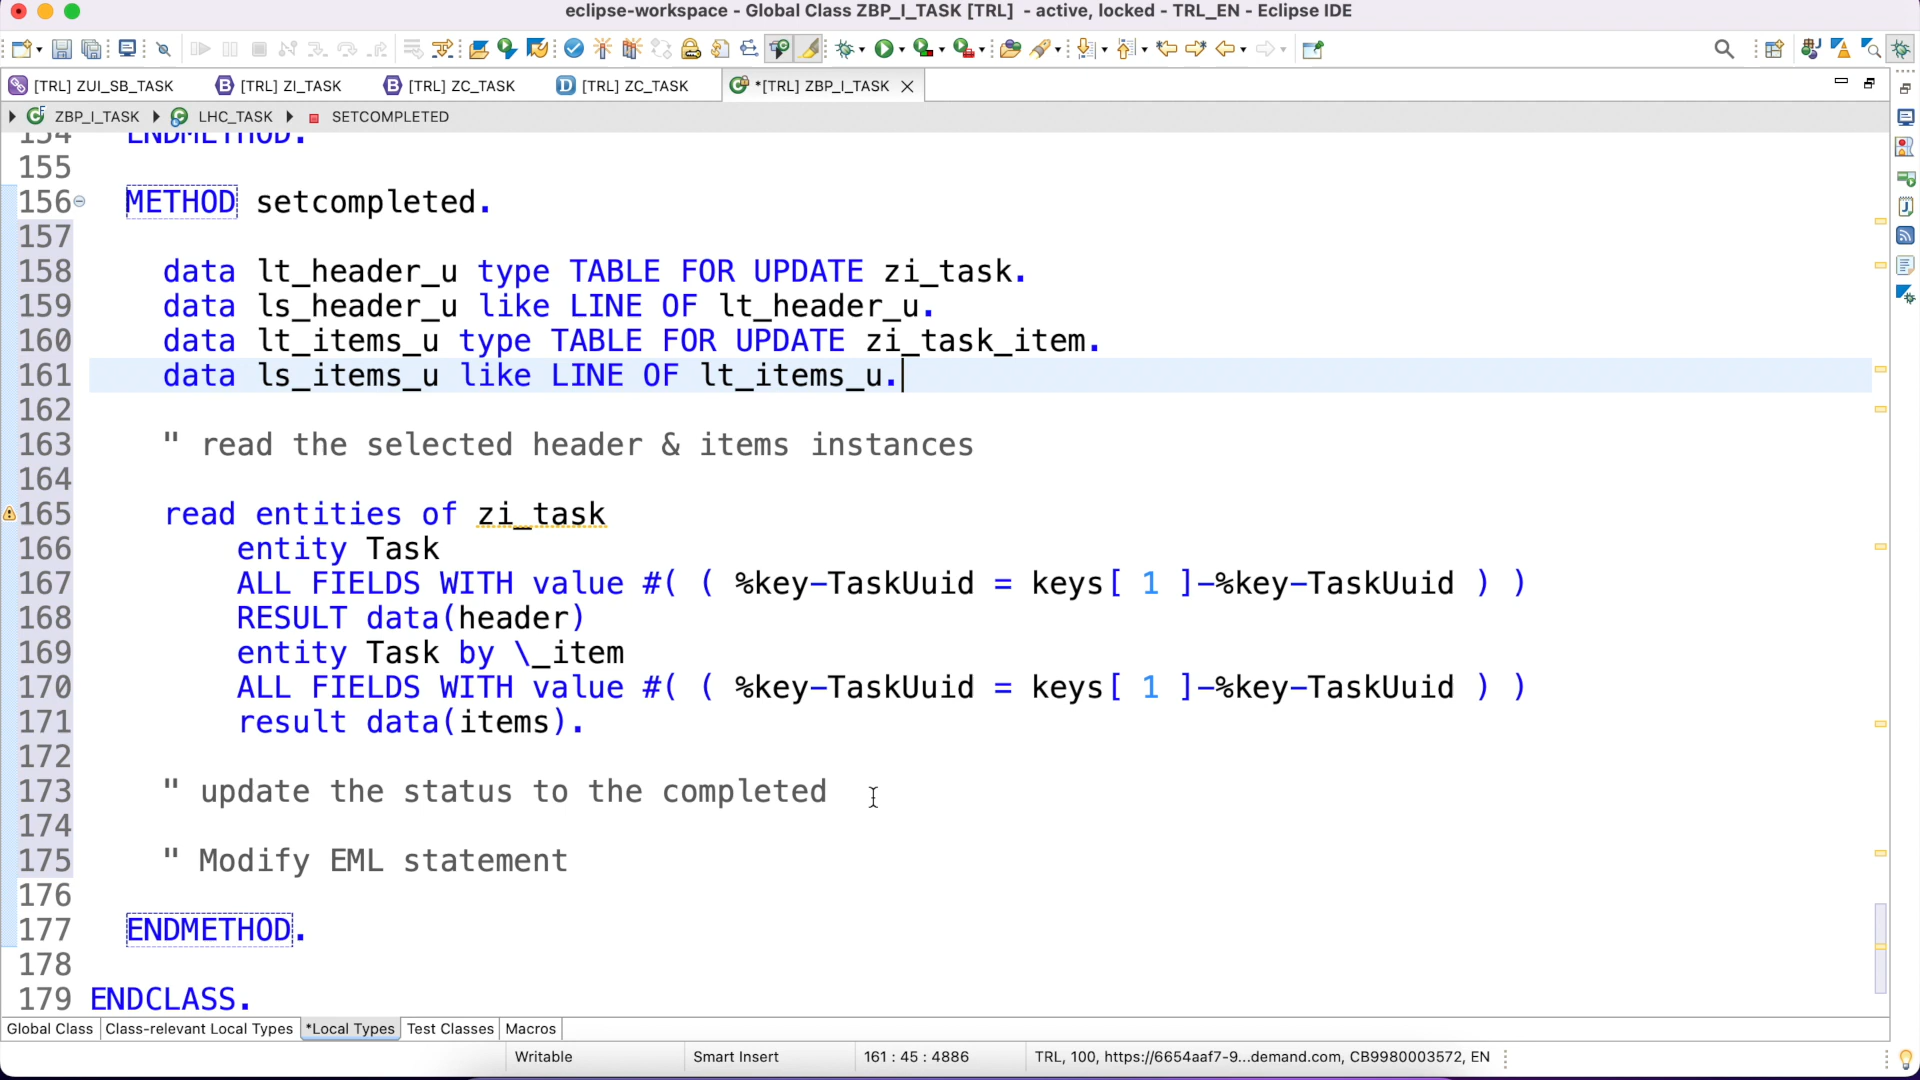 eclipse-workspace - Global Class ZBP_I_TASK [TRL] - active, locked - TRL_EN - Eclipse IDE
[TRL] ZUI_SB_TASK [TRL] ZI_TASK [TRL] ZC_TASK [TRL] ZC_TASK *[TRL] ZBP_I_TASK
ZBP_I_TASK LHC_TASK SETCOMPLETED
154 ENDMETHOD.
155
156 METHOD setcompleted.
157
158 data lt_header_u type TABLE FOR UPDATE zi_task.
159 data ls_header_u like LINE OF lt_header_u.
160 data lt_items_u type TABLE FOR UPDATE zi_task_item.
161 data ls_items_u like LINE OF lt_items_u.
162
163 " read the selected header & items instances
164
165 read entities of zi_task
166 entity Task
167 ALL FIELDS WITH value #( ( %key-TaskUuid = keys[ 1 ]-%key-TaskUuid ) )
168 RESULT data(header)
169 entity Task by \_item
170 ALL FIELDS WITH value #( ( %key-TaskUuid = keys[ 1 ]-%key-TaskUuid ) )
171 result data(items).
172
173 " update the status to the completed
174
175 " Modify EML statement
176
177 ENDMETHOD.
178
179 ENDCLASS.
Global Class Class-relevant Local Types *Local Types Test Classes Macros
Writable Smart Insert 161 : 45 : 4886 TRL, 100, https://6654aaf7-9...demand.com, CB9980003572, EN